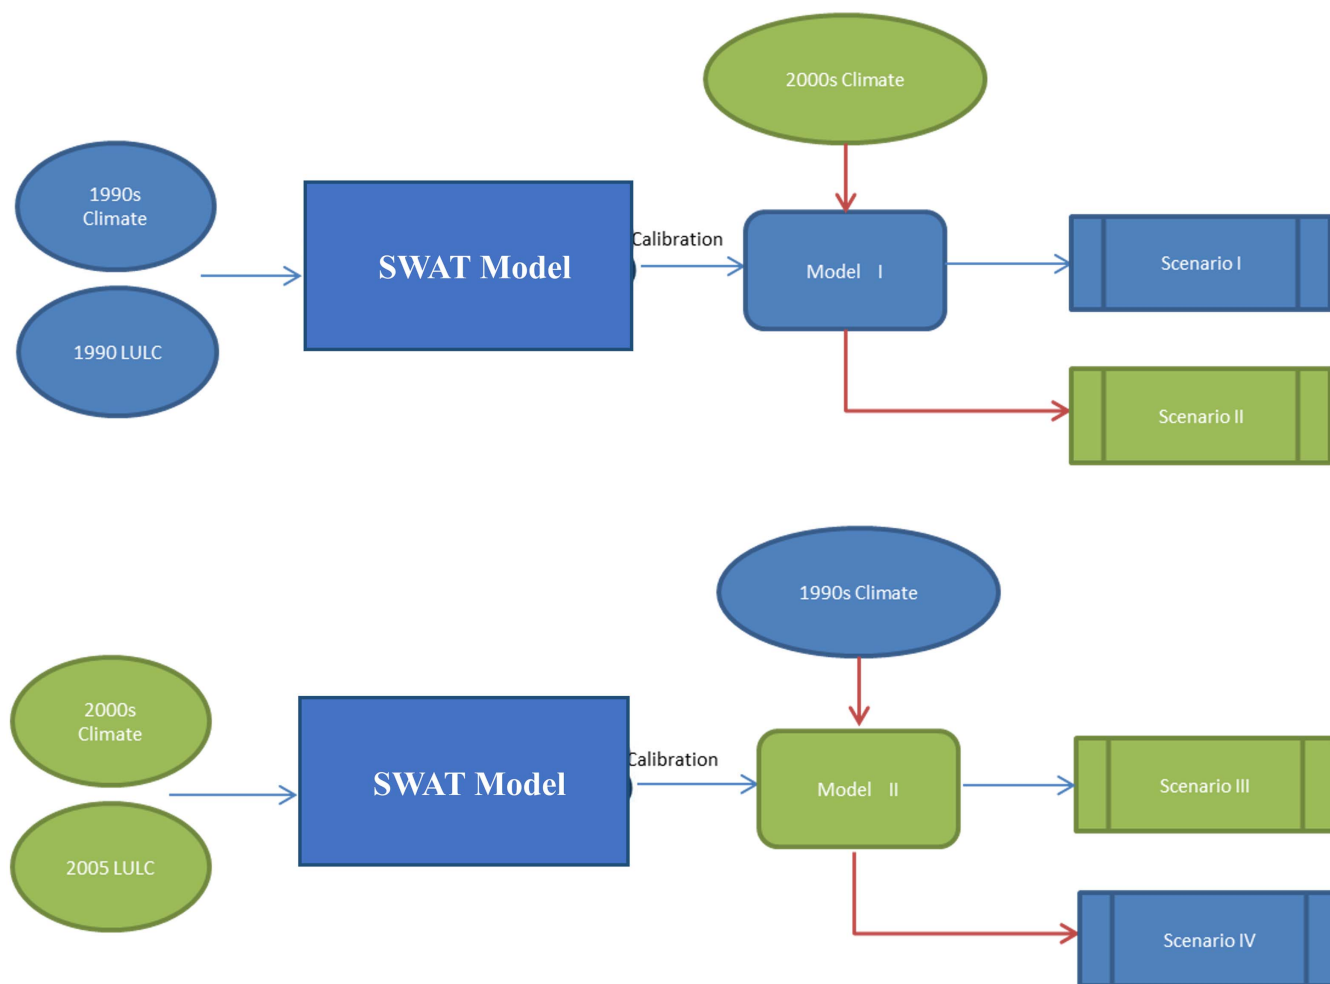 2000s Climate
1990s
Climate
1990 LULC
SWAT Model
Calibration
Model I
Scenario I
Scenario II
1990s Climate
2000s
Climate
2005 LULC
SWAT Model
Calibration
Model II
Scenario III
Scenario IV